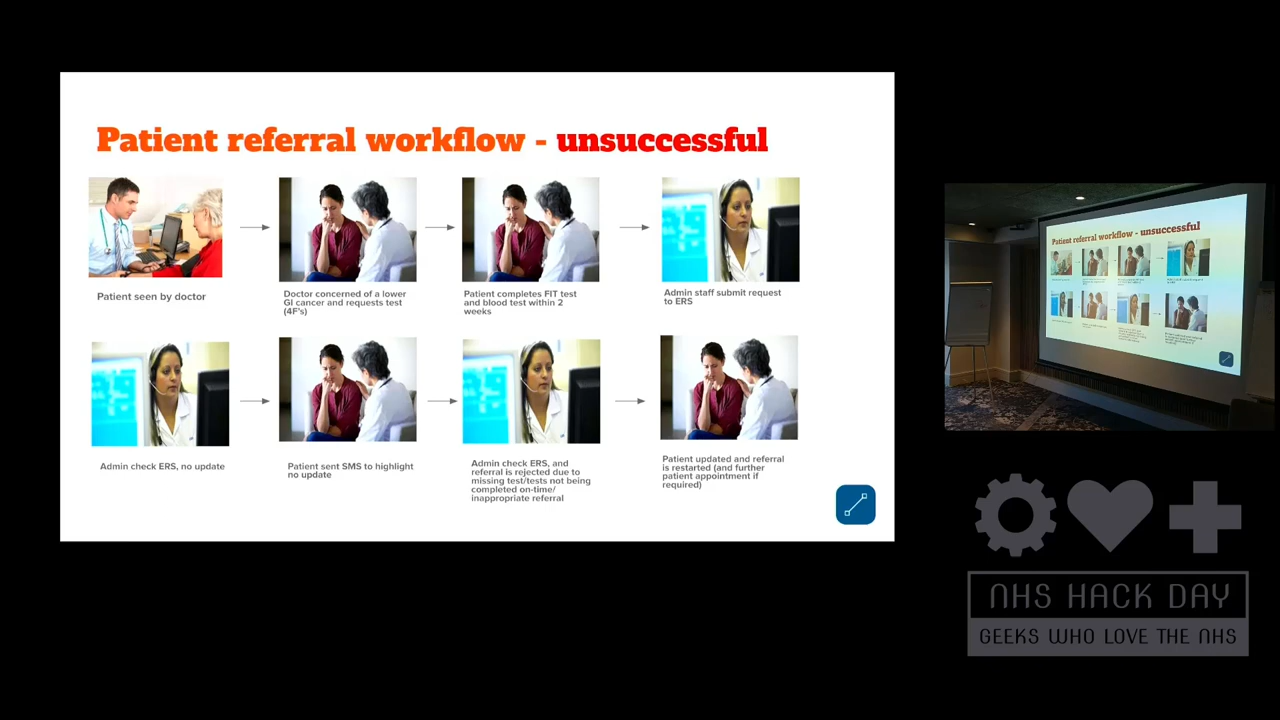 Patient referral workflow - unsuccessful
Patient seen by doctor
Doctor concerned of a lower
GI cancer and requests test
(4F's)
Patient completes FIT test
and blood test within 2
weeks
Admin staff submit request
to ERS
Admin check ERS, no update
Patient sent SMS to highlight
no update
Admin check ERS, and
referral is rejected due to
missing test/tests not being
completed on-time/
inappropriate referral
Patient updated and referral
is restarted (and further
patient appointment if
required)
Patient referral workflow - unsuccessful
NHS HACK DAY
GEEKS WHO LOVE THE NHS